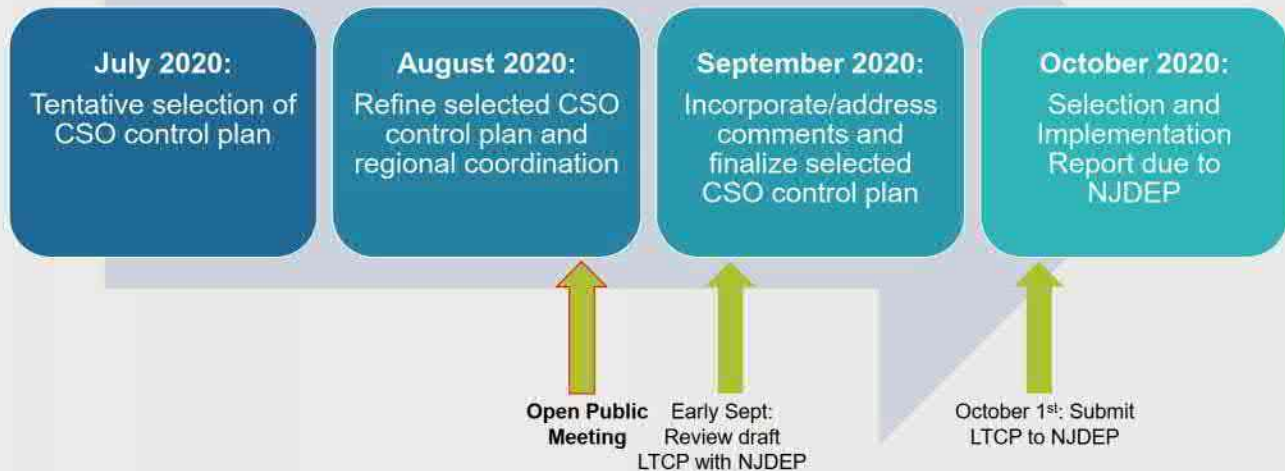 July 2020:
Tentative selection of
CSO control plan
August 2020:
Refine selected CSO
control plan and
regional coordination
September 2020:
Incorporate/address
comments and
finalize selected
CSO control plan
October 2020:
Selection and
Implementation
Report due to
NJDEP
Open Public
Meeting
Early Sept:
Review draft
LTCP with NJDEP
October 1st: Submit
LTCP to NJDEP